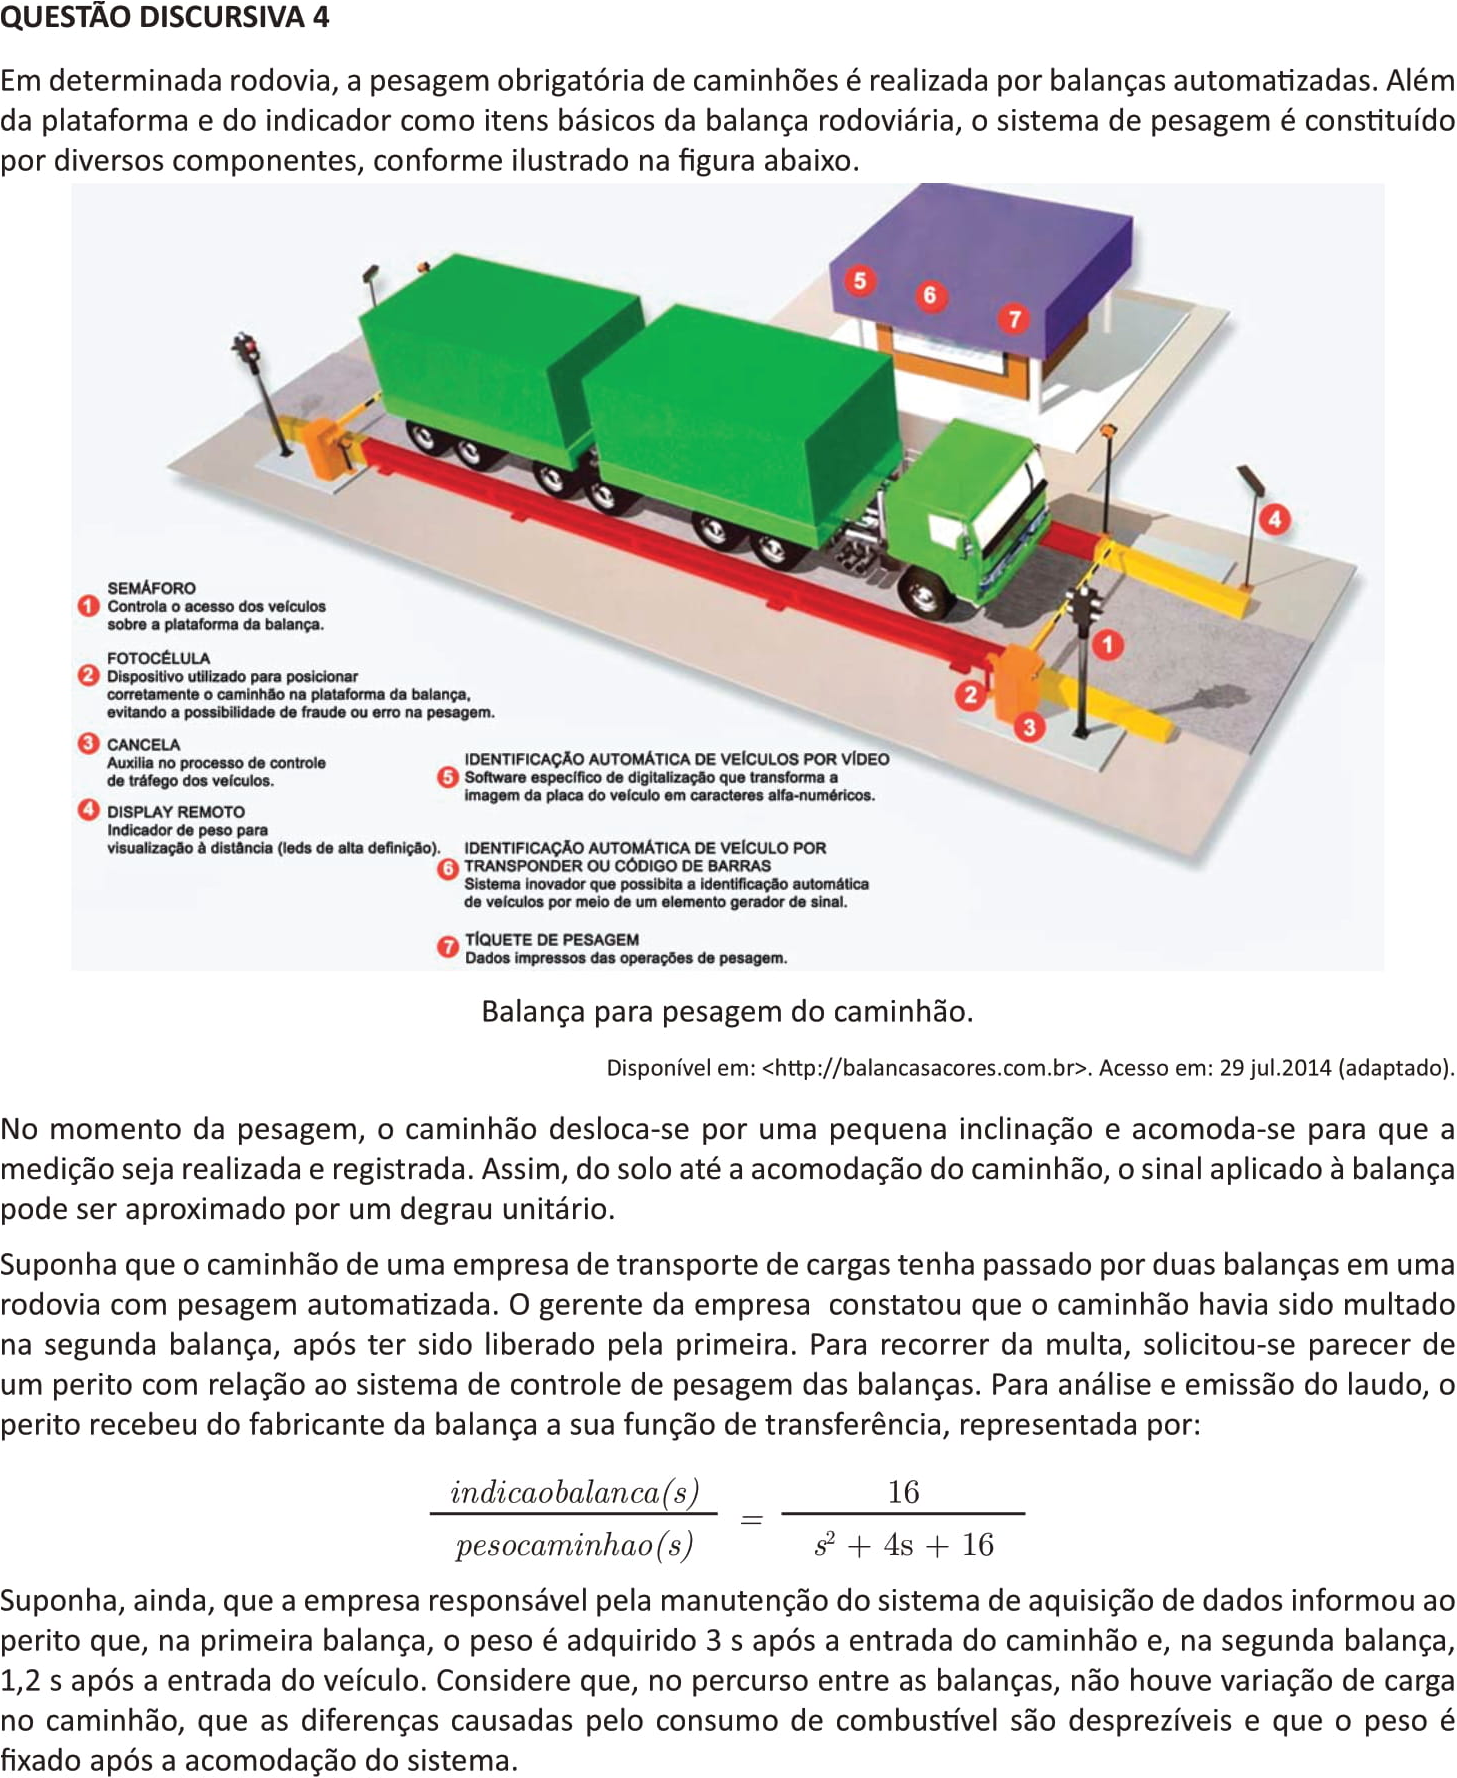 QUESTÃO DISCURSIVA 4
Em determinada rodovia, a pesagem obrigatória de caminhões é realizada por balanças automatizadas. Além
da plataforma e do indicador como itens básicos da balança rodoviária, o sistema de pesagem é constituído
por diversos componentes, conforme ilustrado na figura abaixo.
5
6
7
4
1
2
3
1 SEMÁFORO
Controla o acesso dos veículos
sobre a plataforma da balança.
2 FOTOCÉLULA
Dispositivo utilizado para posicionar
corretamente o caminhão na plataforma da balança,
evitando a possibilidade de fraude ou erro na pesagem.
3 CANCELA
Auxilia no processo de controle
de tráfego dos veículos.
4 DISPLAY REMOTO
Indicador de peso para
visualização à distância (leds de alta definição).
5 IDENTIFICAÇÃO AUTOMÁTICA DE VEÍCULOS POR VÍDEO
Software específico de digitalização que transforma a
imagem da placa do veículo em caracteres alfa-numéricos.
6 IDENTIFICAÇÃO AUTOMÁTICA DE VEÍCULO POR
TRANSPONDER OU CÓDIGO DE BARRAS
Sistema inovador que possibita a identificação automática
de veículos por meio de um elemento gerador de sinal.
7 TÍQUETE DE PESAGEM
Dados impressos das operações de pesagem.
Balança para pesagem do caminhão.
Disponível em: <http://balancasacores.com.br>. Acesso em: 29 jul.2014 (adaptado).
No momento da pesagem, o caminhão desloca-se por uma pequena inclinação e acomoda-se para que a
medição seja realizada e registrada. Assim, do solo até a acomodação do caminhão, o sinal aplicado à balança
pode ser aproximado por um degrau unitário.
Suponha que o caminhão de uma empresa de transporte de cargas tenha passado por duas balanças em uma
rodovia com pesagem automatizada. O gerente da empresa constatou que o caminhão havia sido multado
na segunda balança, após ter sido liberado pela primeira. Para recorrer da multa, solicitou-se parecer de
um perito com relação ao sistema de controle de pesagem das balanças. Para análise e emissão do laudo, o
perito recebeu do fabricante da balança a sua função de transferência, representada por:
indicaobalanca(s) / pesocaminhao(s) = 16 / s² + 4s + 16
Suponha, ainda, que a empresa responsável pela manutenção do sistema de aquisição de dados informou ao
perito que, na primeira balança, o peso é adquirido 3 s após a entrada do caminhão e, na segunda balança,
1,2 s após a entrada do veículo. Considere que, no percurso entre as balanças, não houve variação de carga
no caminhão, que as diferenças causadas pelo consumo de combustível são desprezíveis e que o peso é
fixado após a acomodação do sistema.